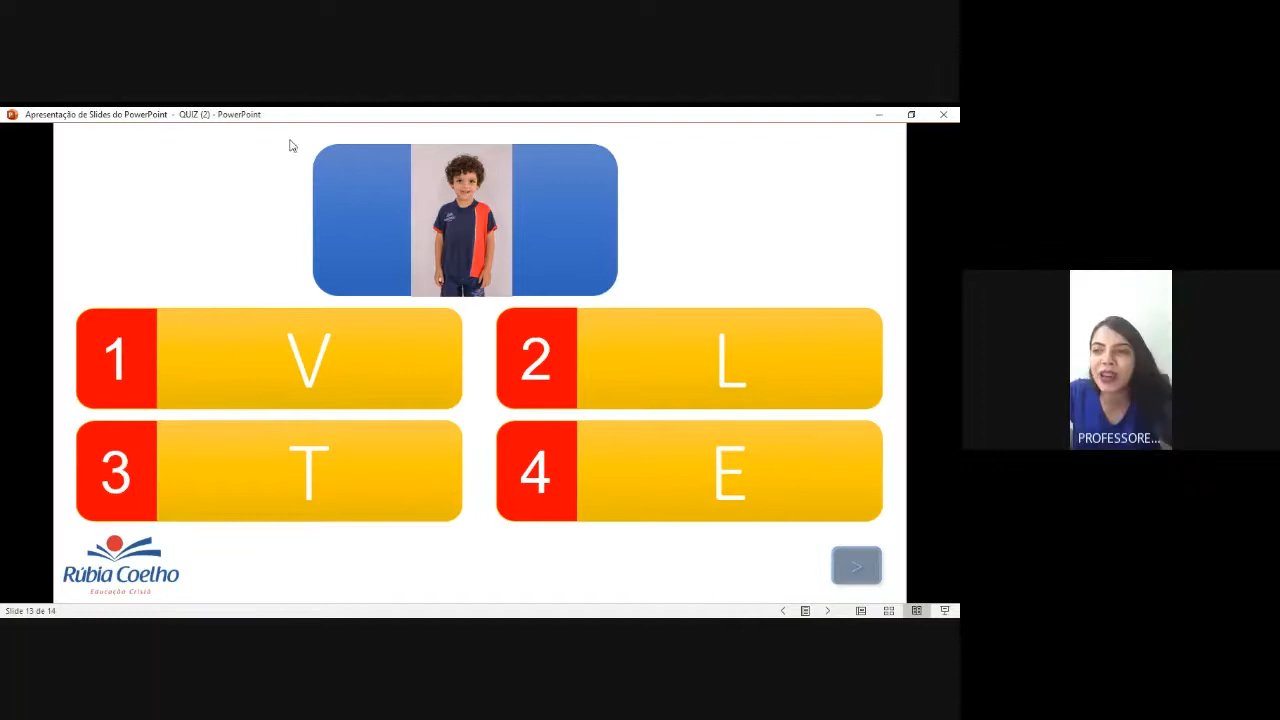 Apresentação de Slides do PowerPoint - QUIZ (2) - PowerPoint
1 V
2 L
3 T
4 E
PROFESSORE...
Rúbia Coelho
Educação Cristã
>
Slide 13 de 14